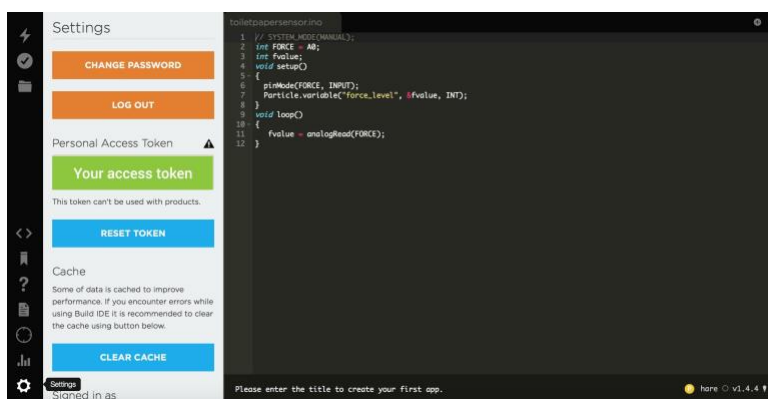 Settings
CHANGE PASSWORD
LOG OUT
Personal Access Token
Your access token
This token can't be used with products.
RESET TOKEN
Cache
Some of data is cached to improve
performance. If you encounter errors while
using Build IDE it is recommended to clear
the cache using button below.
CLEAR CACHE
Settings
Signed in as
toiletpapersensor.ino
1 // SYSTEM_MODE(MANUAL);
2 int FORCE = A0;
3 int fvalue;
4 void setup()
5 {
6 pinMode(FORCE, INPUT);
7 Particle.variable("force_level", &fvalue, INT);
8 }
9 void loop()
10 {
11 fvalue = analogRead(FORCE);
12 }
Please enter the title to create your first app.
hare v1.4.4